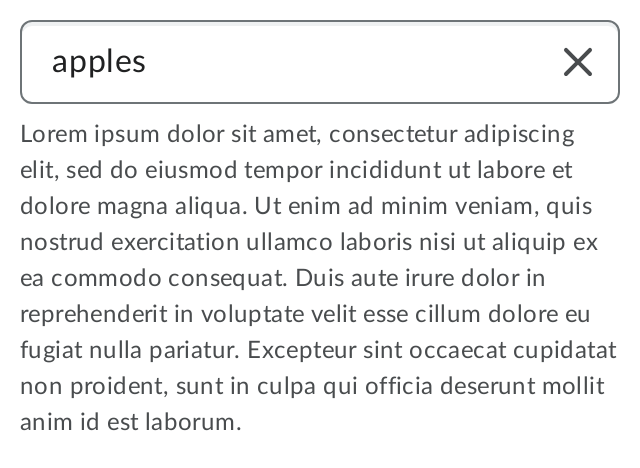 apples
Lorem ipsum dolor sit amet, consectetur adipiscing
elit, sed do eiusmod tempor incididunt ut labore et
dolore magna aliqua. Ut enim ad minim veniam, quis
nostrud exercitation ullamco laboris nisi ut aliquip ex
ea commodo consequat. Duis aute irure dolor in
reprehenderit in voluptate velit esse cillum dolore eu
fugiat nulla pariatur. Excepteur sint occaecat cupidatat
non proident, sunt in culpa qui officia deserunt mollit
anim id est laborum.